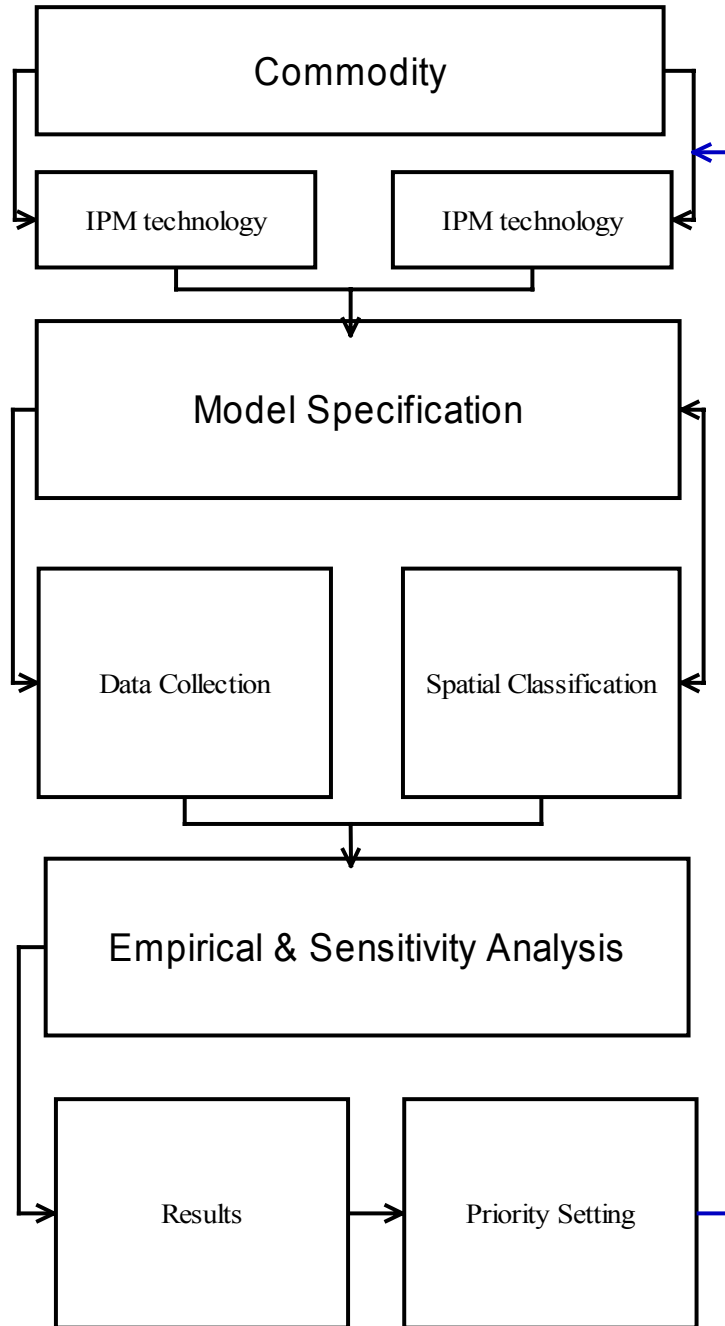 Commodity
IPM technology
IPM technology
Model Specification
Data Collection
Spatial Classification
Empirical & Sensitivity Analysis
Results
Priority Setting